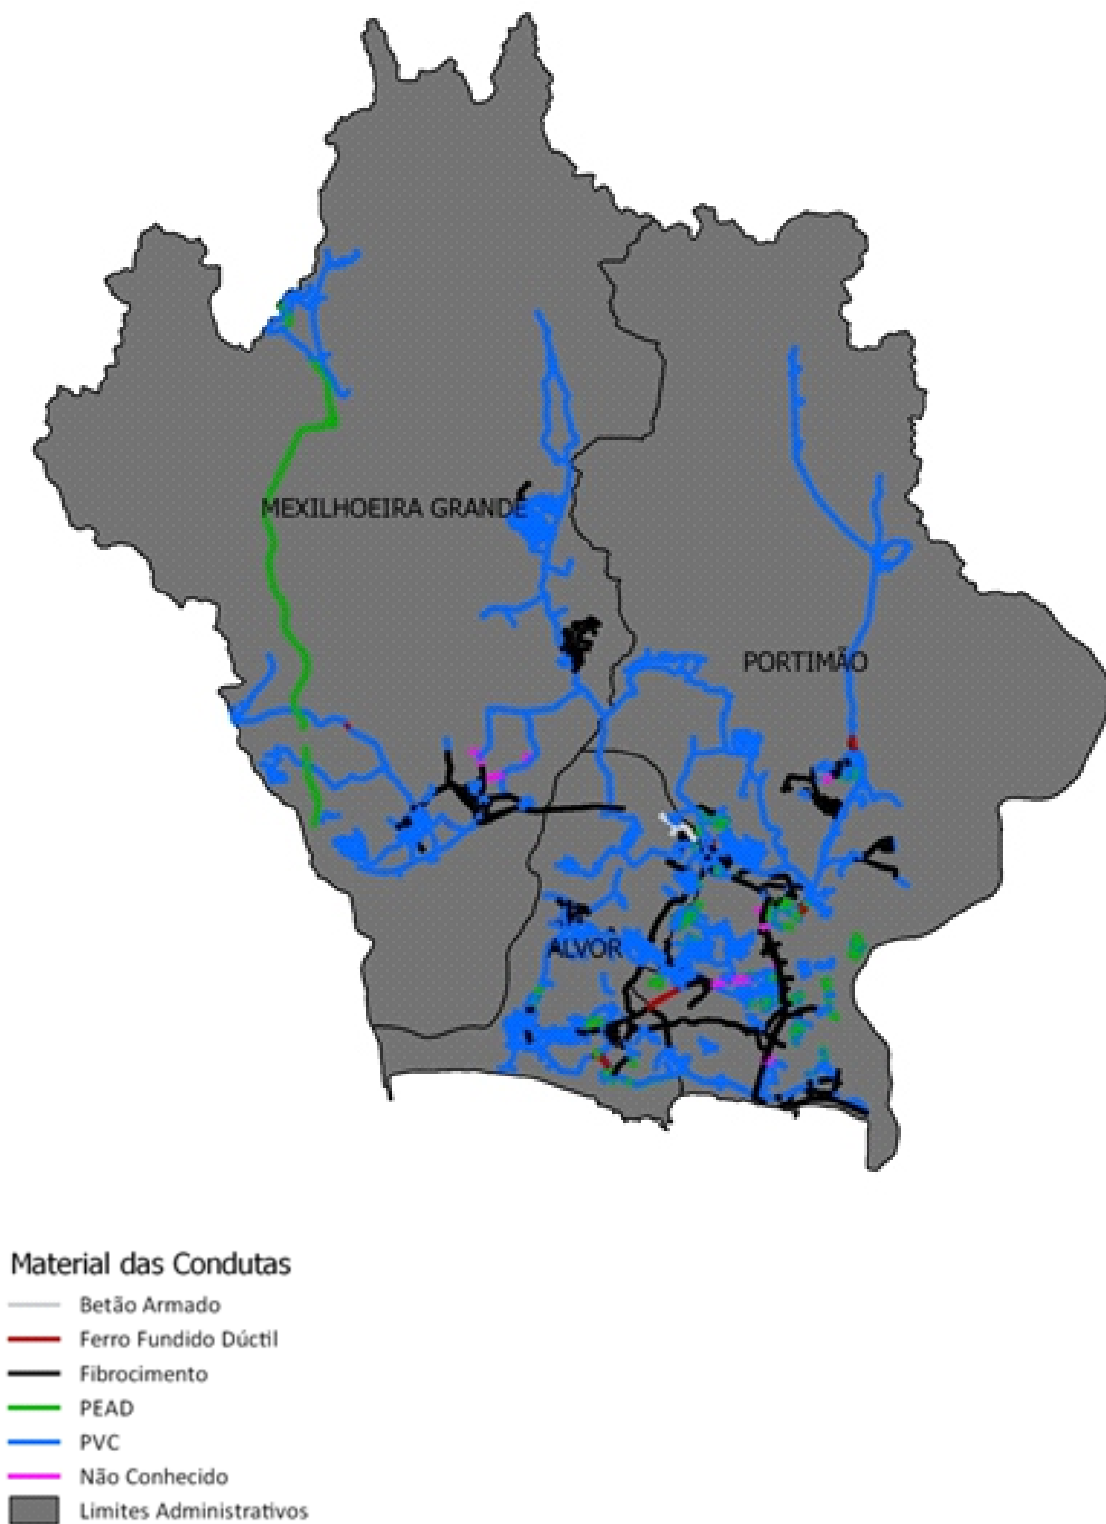 MEXILHOEIRA GRANDE
PORTIMÃO
ALVOR
Material das Condutas
Betão Armado
Ferro Fundido Dúctil
Fibrocimento
PEAD
PVC
Não Conhecido
Limites Administrativos